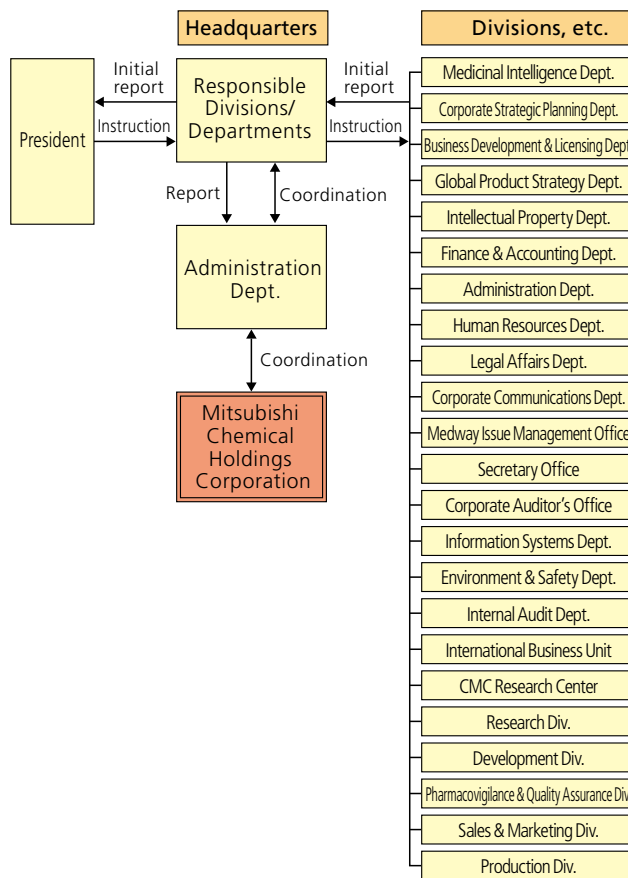 Headquarters
Divisions, etc.
President
Initial
report
Instruction
Responsible
Divisions/
Departments
Initial
report
Instruction
Report
Coordination
Administration
Dept.
Coordination
Mitsubishi
Chemical
Holdings
Corporation
Medicinal Intelligence Dept.
Corporate Strategic Planning Dept.
Business Development & Licensing Dept
Global Product Strategy Dept.
Intellectual Property Dept.
Finance & Accounting Dept.
Administration Dept.
Human Resources Dept.
Legal Affairs Dept.
Corporate Communications Dept.
Medway Issue Management Office
Secretary Office
Corporate Auditor's Office
Information Systems Dept.
Environment & Safety Dept.
Internal Audit Dept.
International Business Unit
CMC Research Center
Research Div.
Development Div.
Pharmacovigilance & Quality Assurance Div
Sales & Marketing Div.
Production Div.